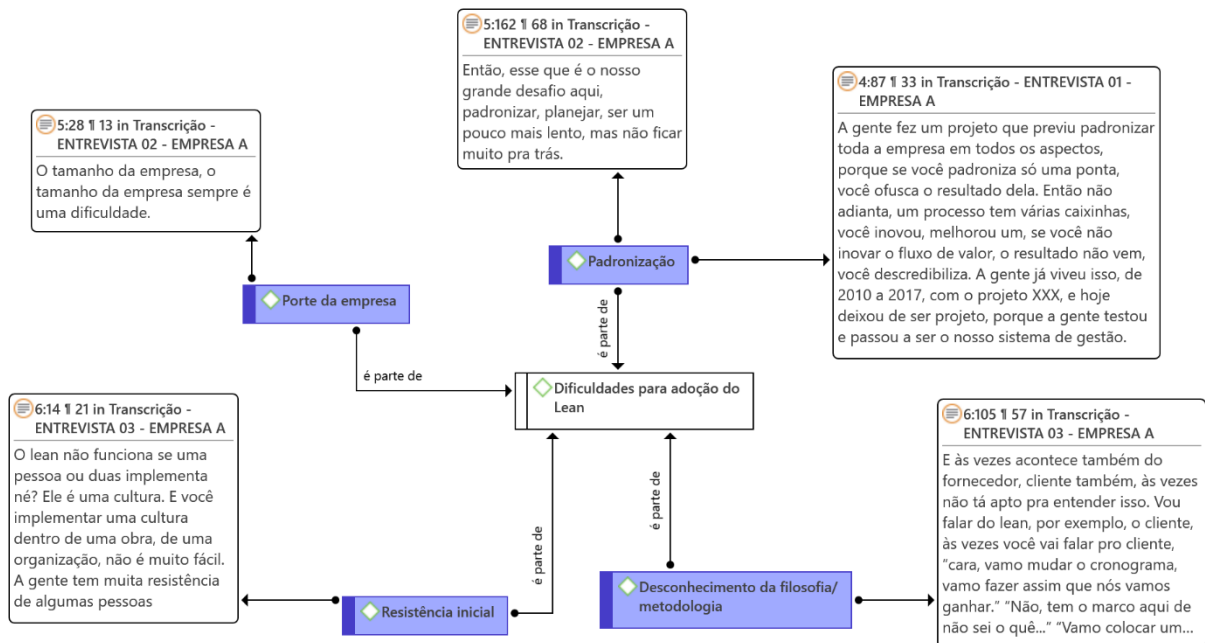 5:162 ¶ 68 in Transcrição -
ENTREVISTA 02 - EMPRESA A
Então, esse que é o nosso
grande desafio aqui,
padronizar, planejar, ser um
pouco mais lento, mas não ficar
muito pra trás.
4:87 ¶ 33 in Transcrição - ENTREVISTA 01 -
EMPRESA A
A gente fez um projeto que previu padronizar
toda a empresa em todos os aspectos,
porque se você padroniza só uma ponta,
você ofusca o resultado dela. Então não
adianta, um processo tem várias caixinhas,
você inovou, melhorou um, se você não
inovar o fluxo de valor, o resultado não vem,
você descredibiliza. A gente já viveu isso, de
2010 a 2017, com o projeto XXX, e hoje
deixou de ser projeto, porque a gente testou
e passou a ser o nosso sistema de gestão.
5:28 ¶ 13 in Transcrição -
ENTREVISTA 02 - EMPRESA A
O tamanho da empresa, o
tamanho da empresa sempre é
uma dificuldade.
Padronização
Porte da empresa
é parte de
é parte de
Dificuldades para adoção do
Lean
6:14 ¶ 21 in Transcrição -
ENTREVISTA 03 - EMPRESA A
O lean não funciona se uma
pessoa ou duas implementa
né? Ele é uma cultura. E você
implementar uma cultura
dentro de uma obra, de uma
organização, não é muito fácil.
A gente tem muita resistência
de algumas pessoas
6:105 ¶ 57 in Transcrição -
ENTREVISTA 03 - EMPRESA A
E às vezes acontece também do
fornecedor, cliente também, às vezes
não tá apto pra entender isso. Vou
falar do lean, por exemplo, o cliente,
às vezes você vai falar pro cliente,
“cara, vamo mudar o cronograma,
vamo fazer assim que nós vamos
ganhar.” “Não, tem o marco aqui de
não sei o quê...” “Vamo colocar um...
é parte de
é parte de
Resistência inicial
Desconhecimento da filosofia/
metodologia